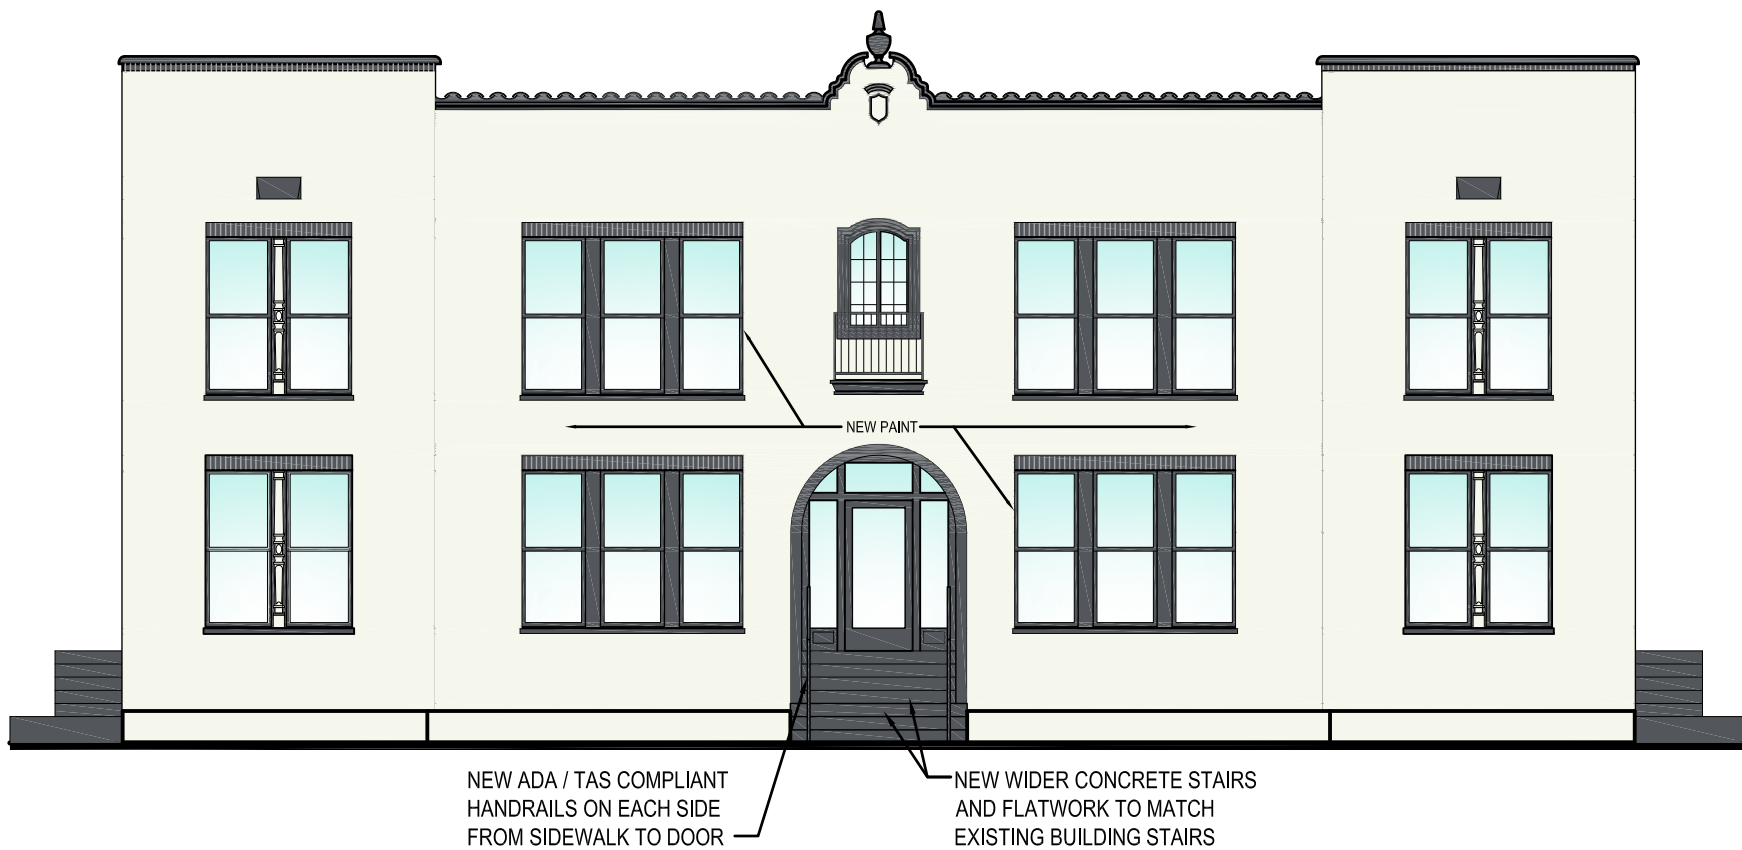 NEW PAINT
NEW ADA / TAS COMPLIANT
HANDRAILS ON EACH SIDE
FROM SIDEWALK TO DOOR
NEW WIDER CONCRETE STAIRS
AND FLATWORK TO MATCH
EXISTING BUILDING STAIRS